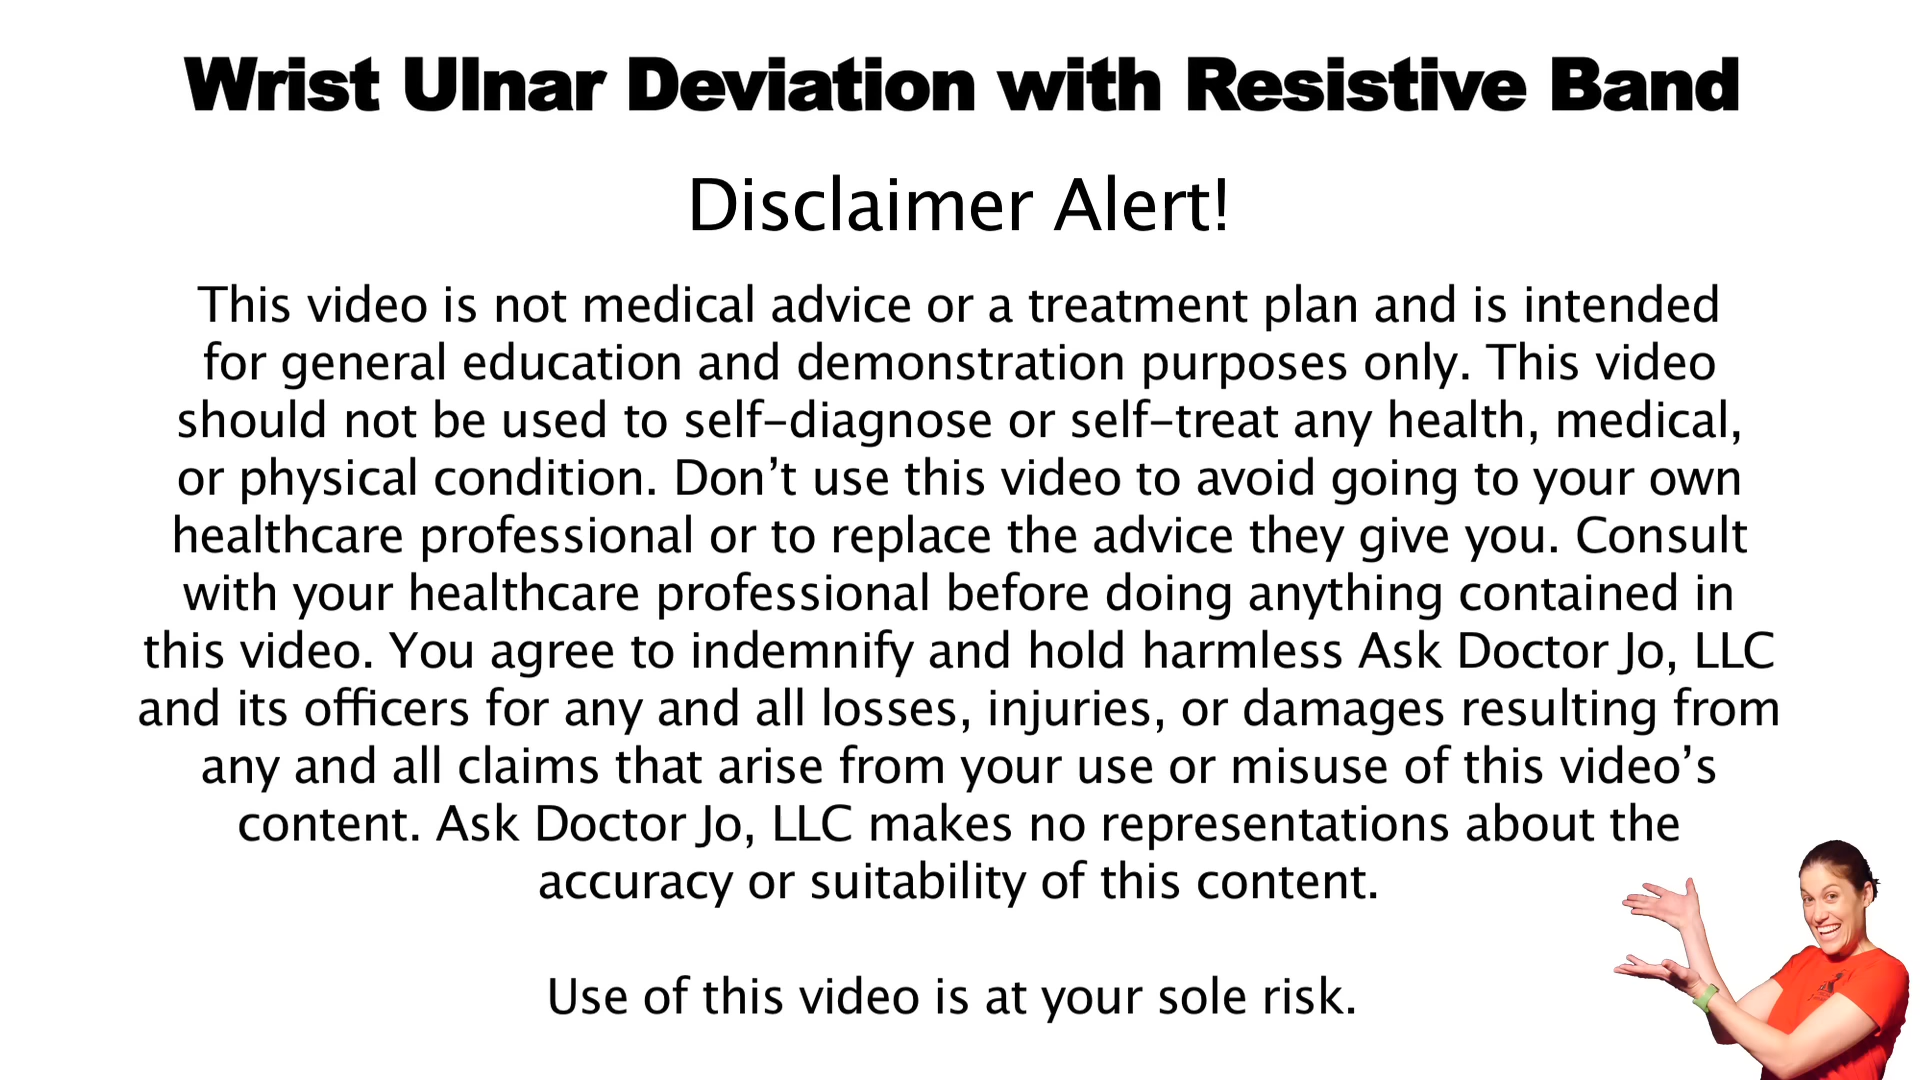 Wrist Ulnar Deviation with Resistive Band
Disclaimer Alert!
This video is not medical advice or a treatment plan and is intended
for general education and demonstration purposes only. This video
should not be used to self-diagnose or self-treat any health, medical,
or physical condition. Don’t use this video to avoid going to your own
healthcare professional or to replace the advice they give you. Consult
with your healthcare professional before doing anything contained in
this video. You agree to indemnify and hold harmless Ask Doctor Jo, LLC
and its officers for any and all losses, injuries, or damages resulting from
any and all claims that arise from your use or misuse of this video’s
content. Ask Doctor Jo, LLC makes no representations about the
accuracy or suitability of this content.
Use of this video is at your sole risk.